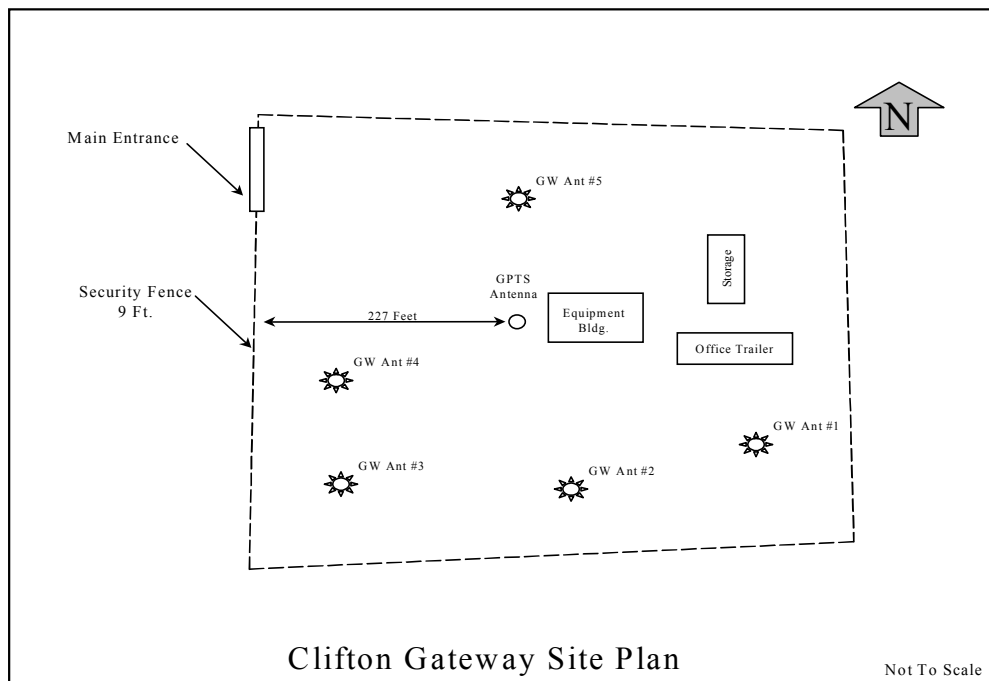 N
Main Entrance
GW Ant #5
Storage
GPTS
Antenna
Security Fence
9 Ft.
227 Feet
Equipment
Bldg.
Office Trailer
GW Ant #4
GW Ant #1
GW Ant #3
GW Ant #2
Clifton Gateway Site Plan
Not To Scale